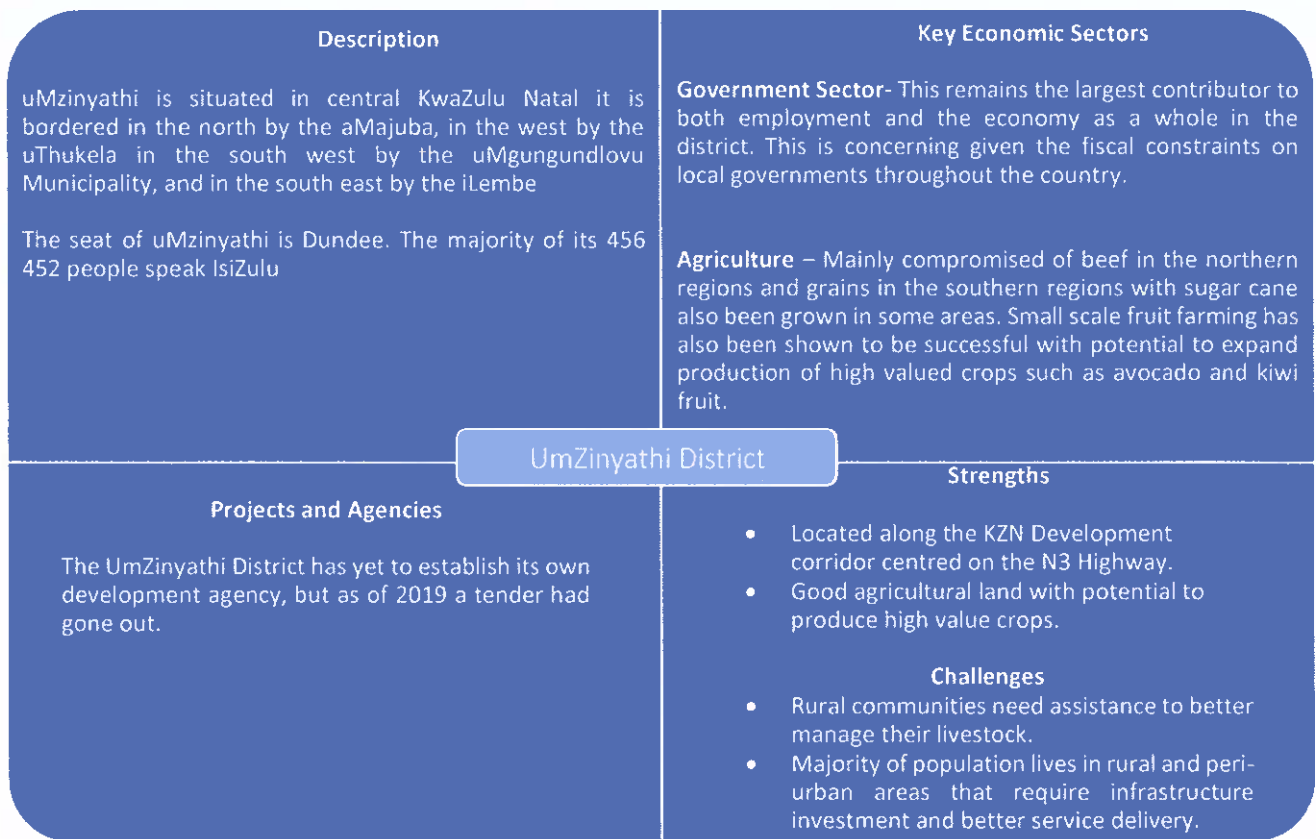 Description
uMzinyathi is situated in central KwaZulu Natal it is
bordered in the north by the aMajuba, in the west by the
uThukela in the south west by the uMgungundlovu
Municipality, and in the south east by the iLembe
The seat of uMzinyathi is Dundee. The majority of its 456
452 people speak IsiZulu
Key Economic Sectors
Government Sector- This remains the largest contributor to
both employment and the economy as a whole in the
district. This is concerning given the fiscal constraints on
local governments throughout the country.
Agriculture – Mainly compromised of beef in the northern
regions and grains in the southern regions with sugar cane
also been grown in some areas. Small scale fruit farming has
also been shown to be successful with potential to expand
production of high valued crops such as avocado and kiwi
fruit.
UmZinyathi District
Projects and Agencies
The UmZinyathi District has yet to establish its own
development agency, but as of 2019 a tender had
gone out.
Strengths
• Located along the KZN Development
corridor centred on the N3 Highway.
• Good agricultural land with potential to
produce high value crops.
Challenges
• Rural communities need assistance to better
manage their livestock.
• Majority of population lives in rural and peri-
urban areas that require infrastructure
investment and better service delivery.